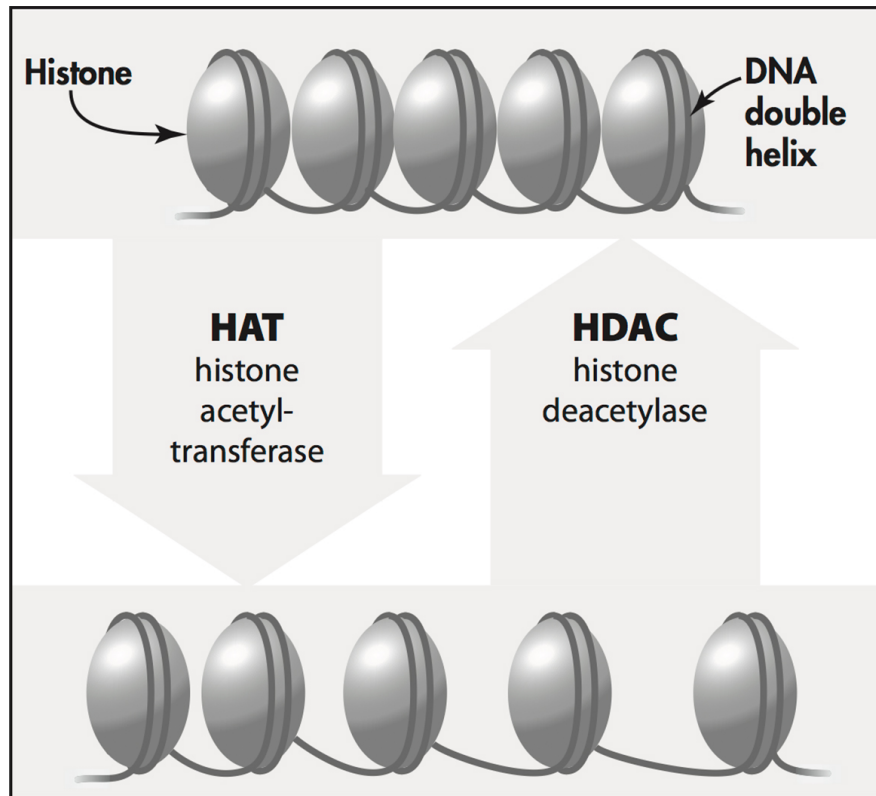 Histone
DNA
double
helix
HAT
histone
acetyl-
transferase
HDAC
histone
deacetylase